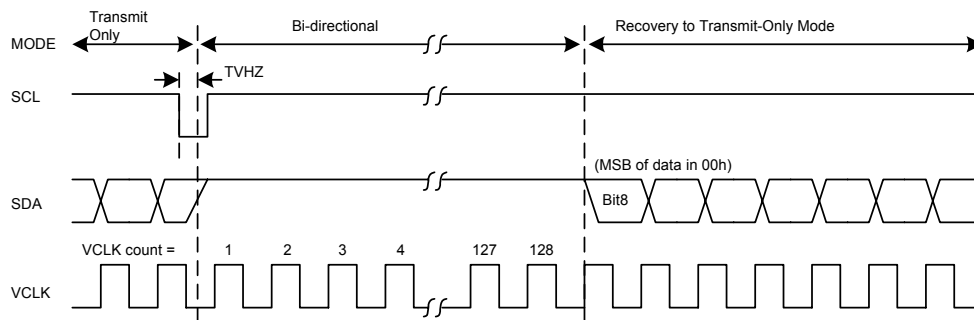 Transmit
Only
Bi-directional
Recovery to Transmit-Only Mode
MODE
TVHZ
SCL
(MSB of data in 00h)
SDA
Bit8
VCLK count = 1 2 3 4 127 128
VCLK